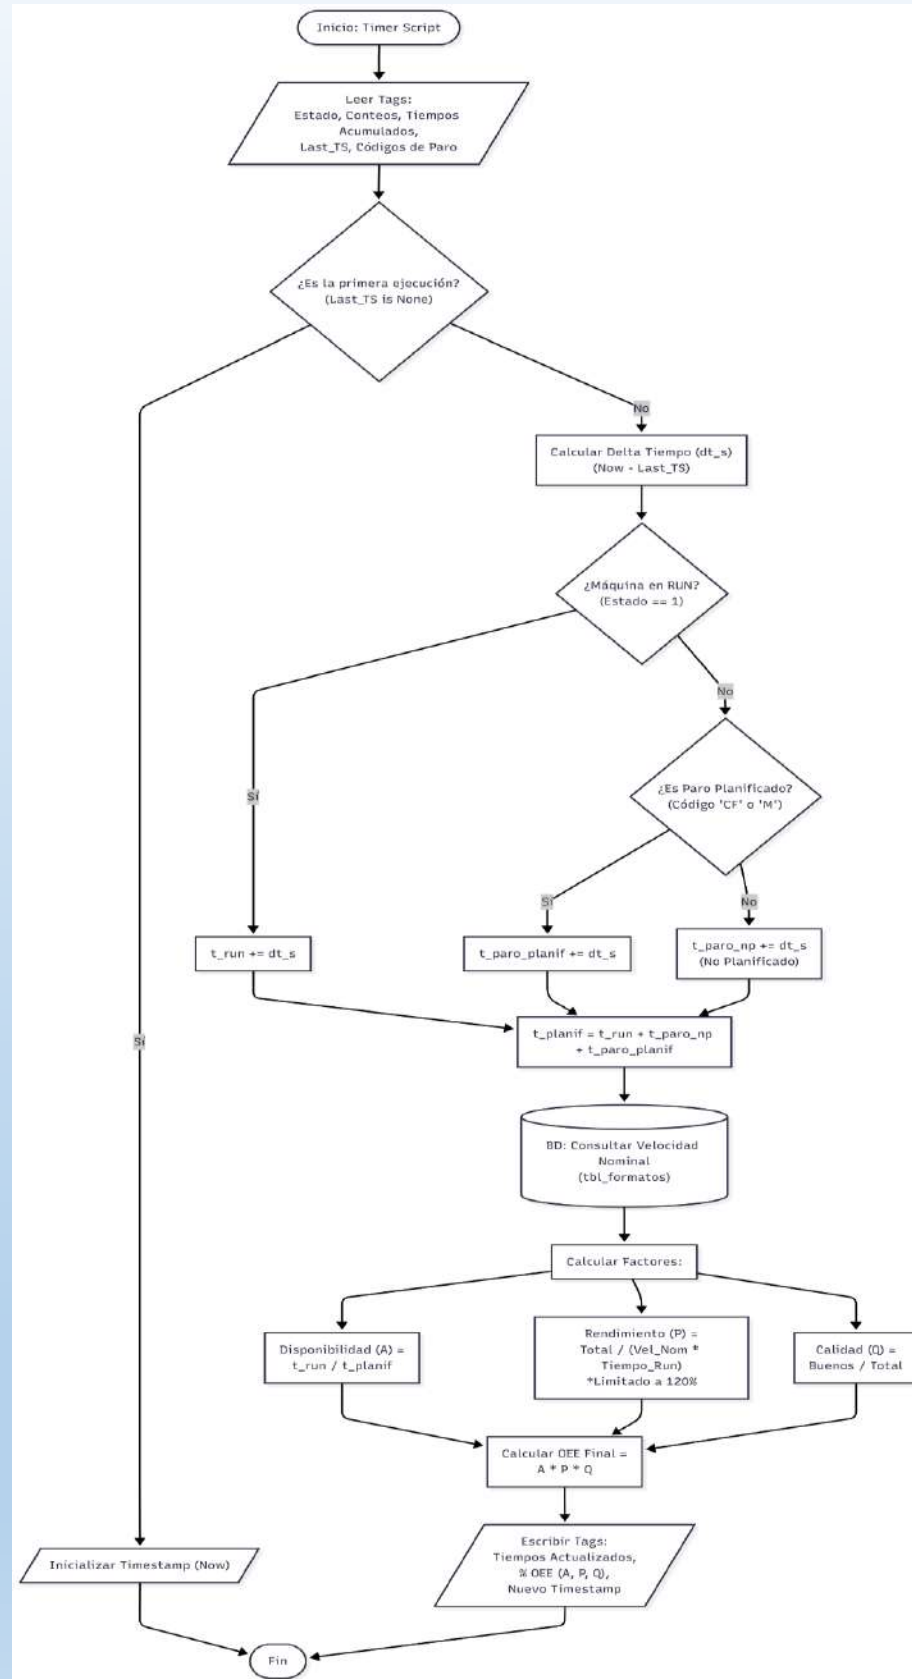 Inicio: Timer Script
Leer Tags:
Estado, Conteos, Tiempos
Acumulados,
Last_TS, Códigos de Paro
¿Es la primera ejecución?
(Last_TS is None)
No
Calcular Delta Tiempo (dt_s)
(Now - Last_TS)
¿Máquina en RUN?
(Estado == 1)
No
Sí
¿Es Paro Planificado?
(Código 'CF' o 'M')
Sí
No
t_run += dt_s
t_paro_planif += dt_s
t_paro_np += dt_s
(No Planificado)
Sí
t_planif = t_run + t_paro_np
+ t_paro_planif
BD: Consultar Velocidad
Nominal
(tbl_formatos)
Calcular Factores:
Disponibilidad (A) =
t_run / t_planif
Rendimiento (P) =
Total / (Vel_Nom *
Tiempo_Run)
*Limitado a 120%
Calidad (Q) =
Buenos / Total
Calcular OEE Final =
A * P * Q
Inicializar Timestamp (Now)
Escribir Tags:
Tiempos Actualizados,
% OEE (A, P, Q),
Nuevo Timestamp
Fin